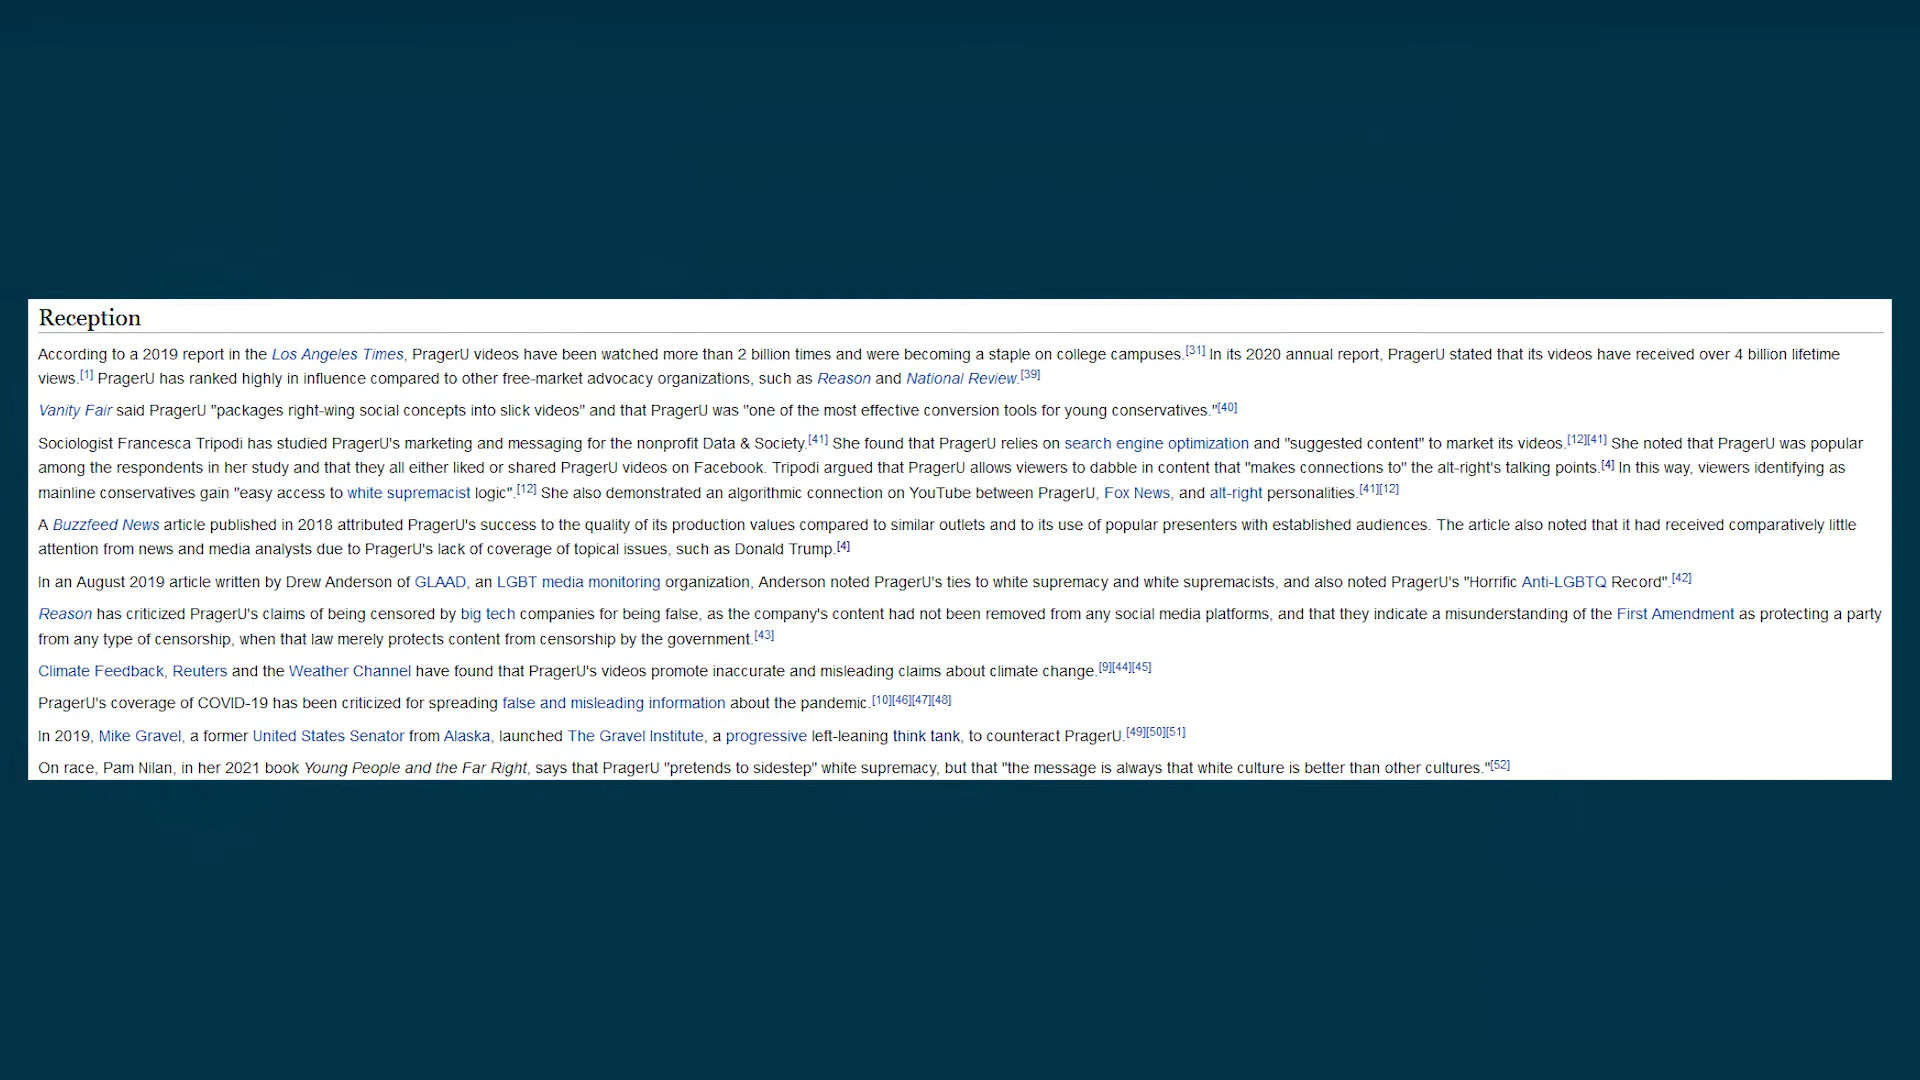 Reception
According to a 2019 report in the Los Angeles Times, PragerU videos have been watched more than 2 billion times and were becoming a staple on college campuses.[31] In its 2020 annual report, PragerU stated that its videos have received over 4 billion lifetime
views.[1] PragerU has ranked highly in influence compared to other free-market advocacy organizations, such as Reason and National Review.[39]
Vanity Fair said PragerU "packages right-wing social concepts into slick videos" and that PragerU was "one of the most effective conversion tools for young conservatives."[40]
Sociologist Francesca Tripodi has studied PragerU's marketing and messaging for the nonprofit Data & Society.[41] She found that PragerU relies on search engine optimization and "suggested content" to market its videos.[12][41] She noted that PragerU was popular
among the respondents in her study and that they all either liked or shared PragerU videos on Facebook. Tripodi argued that PragerU allows viewers to dabble in content that "makes connections to" the alt-right's talking points.[4] In this way, viewers identifying as
mainline conservatives gain "easy access to white supremacist logic".[12] She also demonstrated an algorithmic connection on YouTube between PragerU, Fox News, and alt-right personalities.[41][12]
A Buzzfeed News article published in 2018 attributed PragerU's success to the quality of its production values compared to similar outlets and to its use of popular presenters with established audiences. The article also noted that it had received comparatively little
attention from news and media analysts due to PragerU's lack of coverage of topical issues, such as Donald Trump.[4]
In an August 2019 article written by Drew Anderson of GLAAD, an LGBT media monitoring organization, Anderson noted PragerU's ties to white supremacy and white supremacists, and also noted PragerU's "Horrific Anti-LGBTQ Record".[42]
Reason has criticized PragerU's claims of being censored by big tech companies for being false, as the company's content had not been removed from any social media platforms, and that they indicate a misunderstanding of the First Amendment as protecting a party
from any type of censorship, when that law merely protects content from censorship by the government.[43]
Climate Feedback, Reuters and the Weather Channel have found that PragerU's videos promote inaccurate and misleading claims about climate change.[9][44][45]
PragerU's coverage of COVID-19 has been criticized for spreading false and misleading information about the pandemic.[10][46][47][48]
In 2019, Mike Gravel, a former United States Senator from Alaska, launched The Gravel Institute, a progressive left-leaning think tank, to counteract PragerU.[49][50][51]
On race, Pam Nilan, in her 2021 book Young People and the Far Right, says that PragerU "pretends to sidestep" white supremacy, but that "the message is always that white culture is better than other cultures."[52]